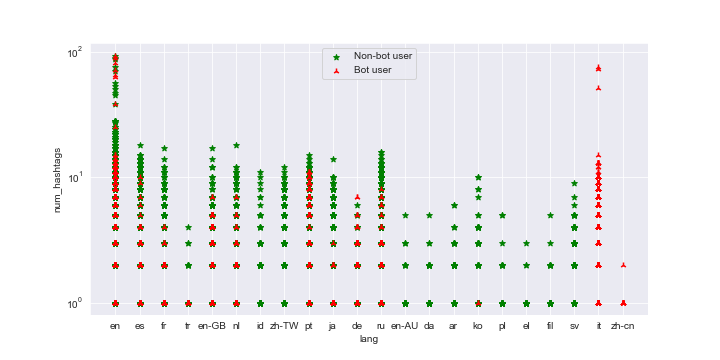 Non-bot user
Bot user
10²
10¹
10⁰
num_hashtags
en es fr tr en-GB nl id zh-TW pt ja de ru en-AU da ar ko pl el fil sv it zh-cn
lang